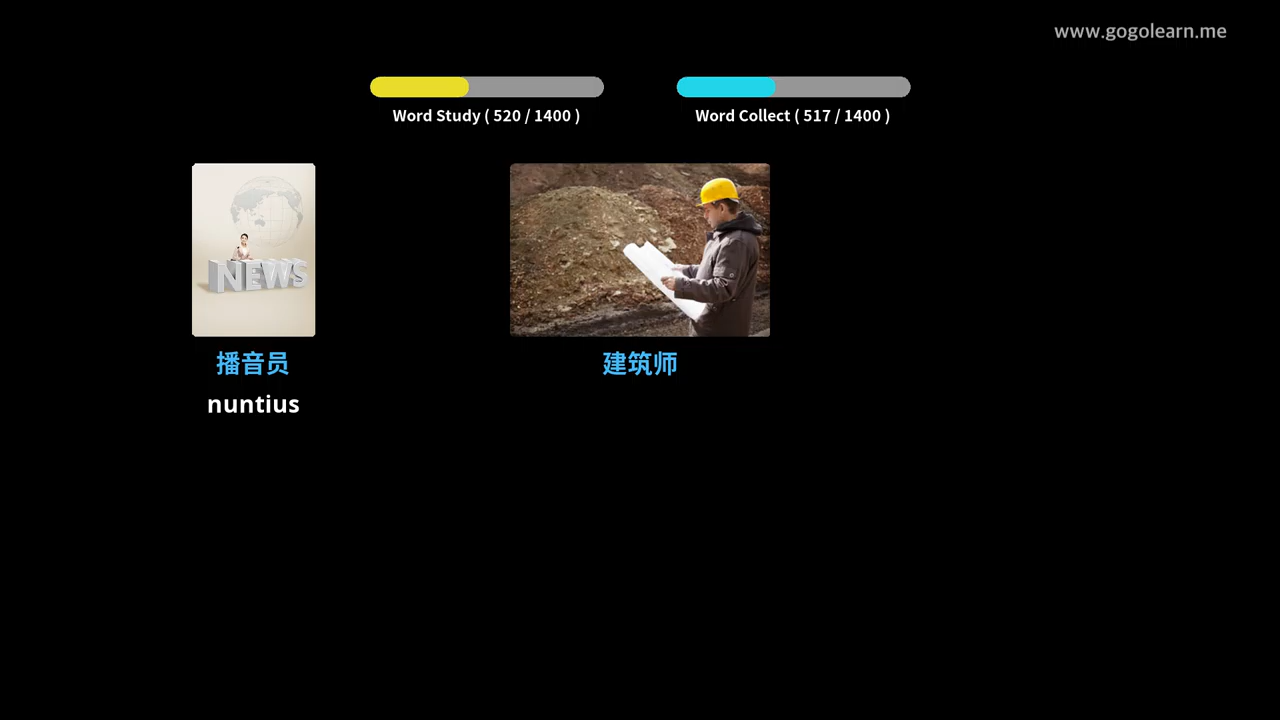 www.gogolearn.me
Word Study ( 520 / 1400 )
Word Collect ( 517 / 1400 )
NEWS
播音员
建筑师
nuntius